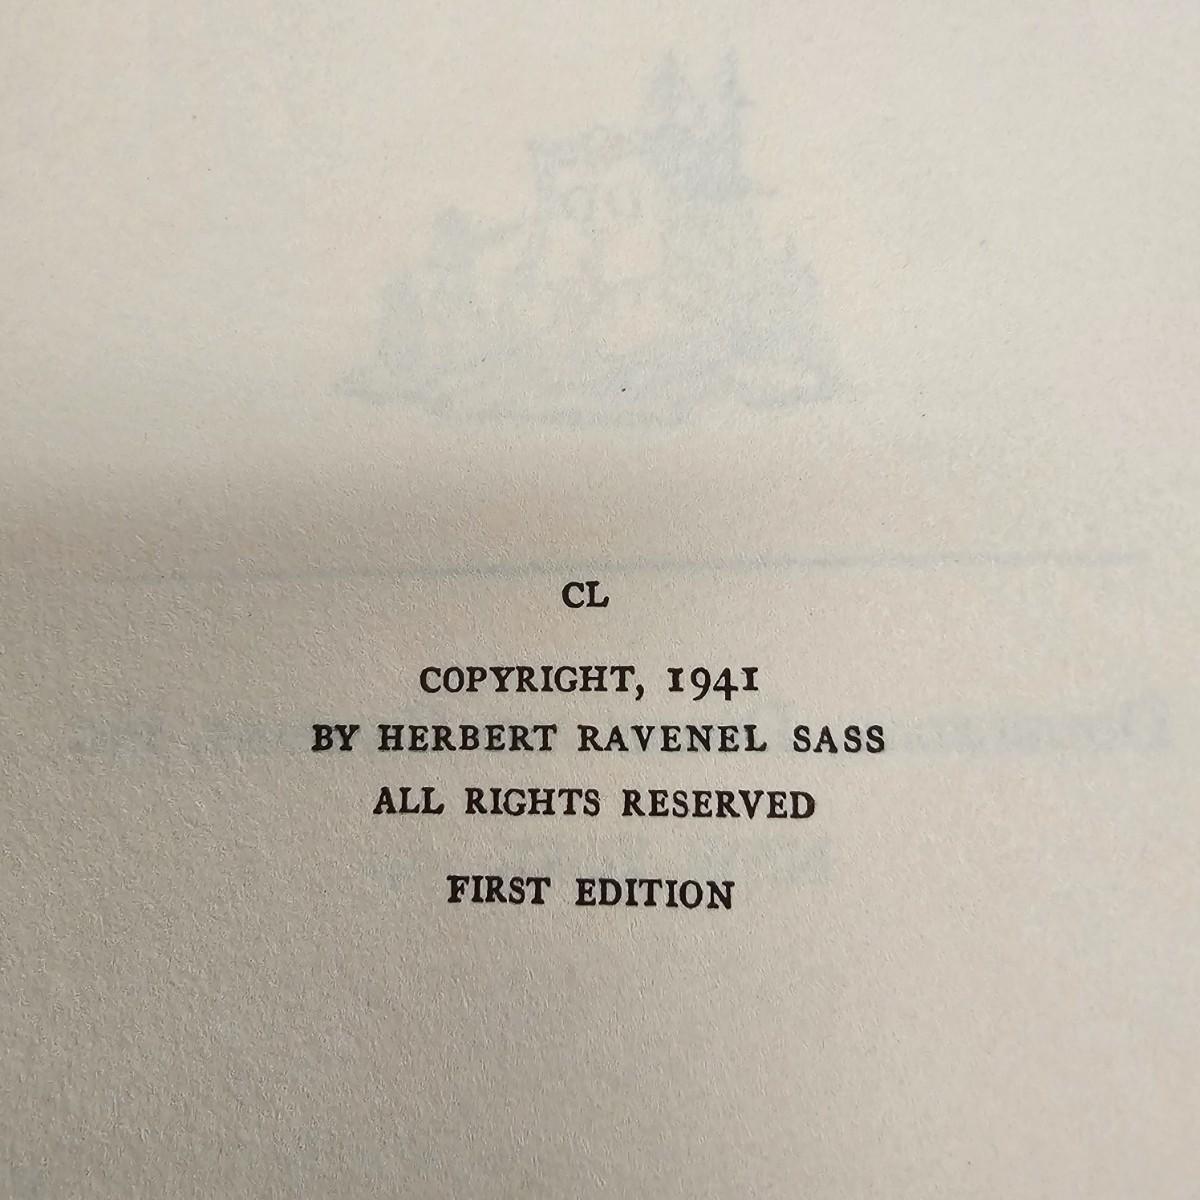 CL
COPYRIGHT, 1941
BY HERBERT RAVENEL SASS
ALL RIGHTS RESERVED
FIRST EDITION